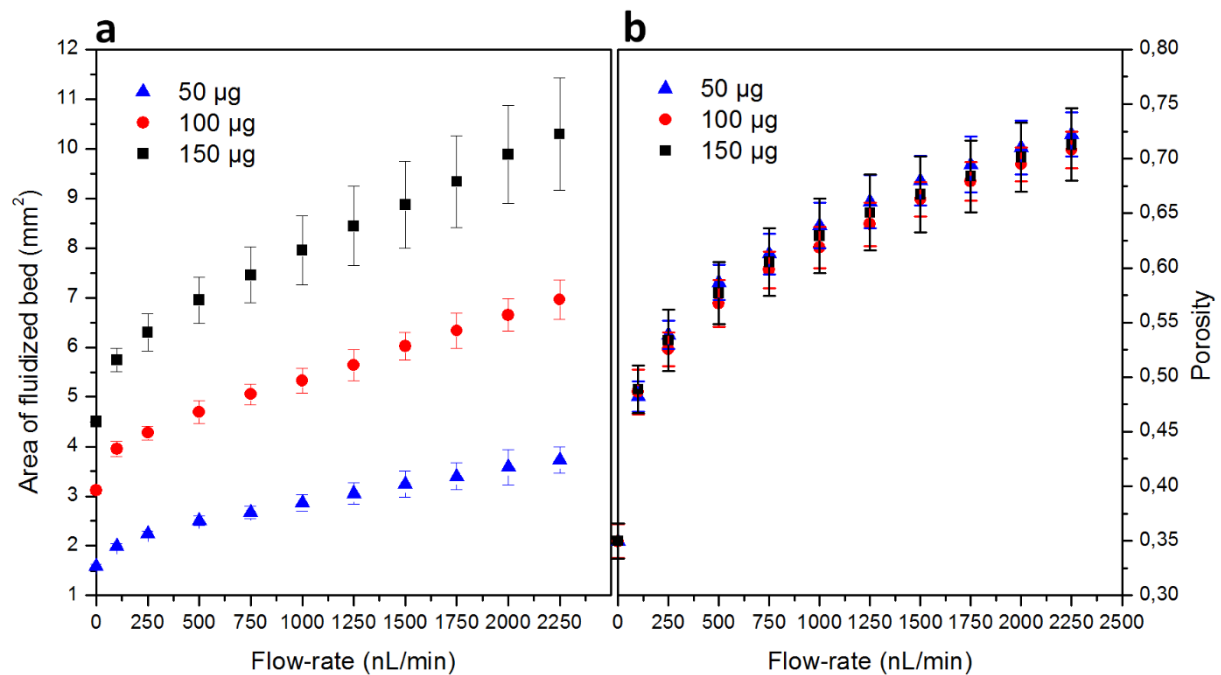 a
12
11
10
9
8
7
6
5
4
3
2
1
Area of fluidized bed (mm²)
50 µg
100 µg
150 µg
0 250 500 750 1000 1250 1500 1750 2000 2250
Flow-rate (nL/min)
b
50 µg
100 µg
150 µg
0,80
0,75
0,70
0,65
0,60
0,55
0,50
0,45
0,40
0,35
0,30
Porosity
0 250 500 750 1000 1250 1500 1750 2000 2250 2500
Flow-rate (nL/min)